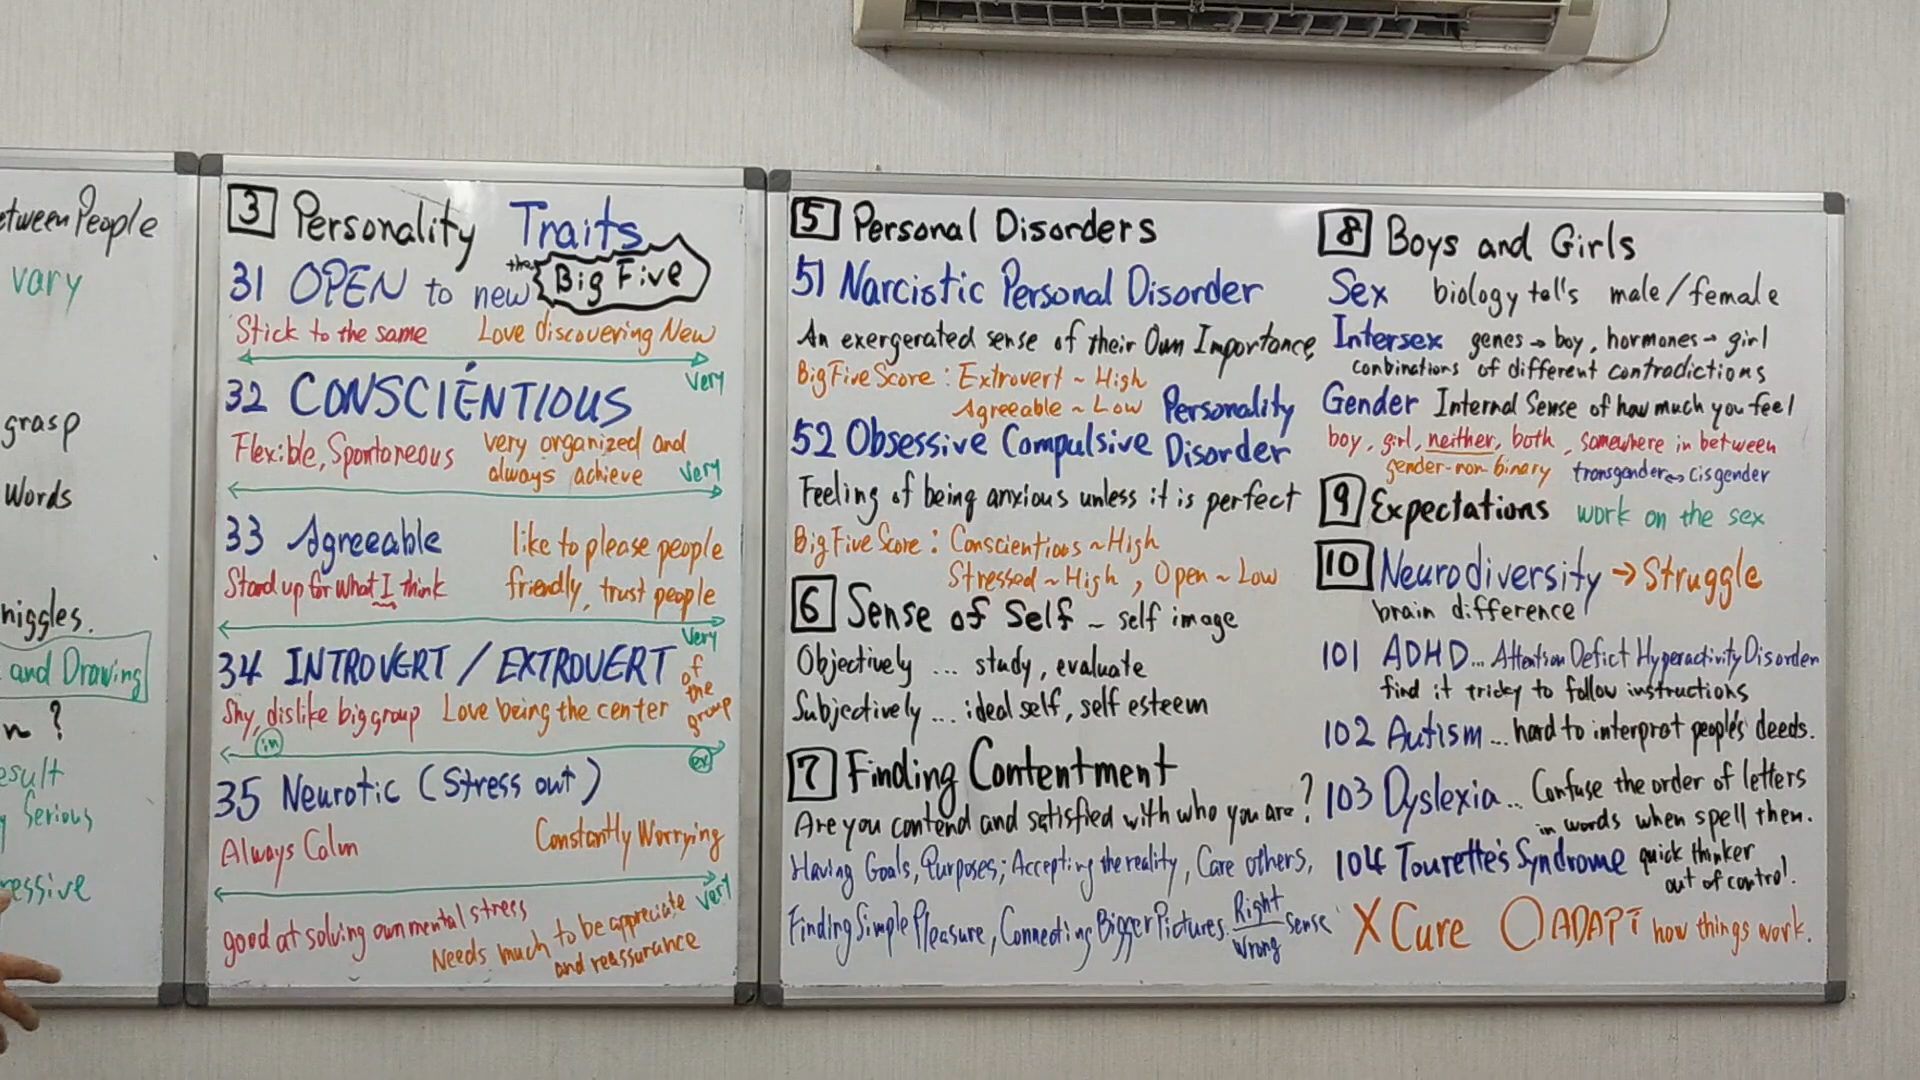 etween People
vary
grasp
Words
niggles.
and Drawing
n ?
esult
Serious
ressive
3 Personality Traits
the Big Five
31 OPEN to new
Stick to the same Love discovering New
very
32 CONSCIENTIOUS
Flexible, Spontaneous very organized and
always achieve very
33 Agreeable like to please people
Stand up for what I think friendly, trust people
very
34 INTROVERT / EXTROVERT
Shy, dislike big group Love being the center of the group
in ex
35 Neurotic (Stress out)
Always Calm Constantly Worrying
very
good at solving own mental stress
Needs much to be appreciate
and reassurance
5 Personal Disorders
51 Narcistic Personal Disorder
An exergerated sense of their Own Importance
Big Five Score : Extrovert ~ High
Agreeable ~ Low
52 Obsessive Compulsive Personality Disorder
Feeling of being anxious unless it is perfect
Big Five Score : Conscientious ~ High
Stressed ~ High , Open ~ Low
6 Sense of Self ~ self image
Objectively ... study, evaluate
Subjectively ... ideal self, self esteem
7 Finding Contentment
Are you contend and satisfied with who you are ?
Having Goals, Purposes; Accepting the reality, Care others,
Finding Simple Pleasure, Connecting Bigger Pictures. Right
Wrong sense
8 Boys and Girls
Sex biology tell's male/female
Intersex genes → boy, hormones → girl
conbinations of different contradictions
Gender Internal Sense of how much you feel
boy, girl, neither, both, somewhere in between
gender-non-binary transgender ↔ cisgender
9 Expectations work on the sex
10 Neurodiversity → Struggle
brain difference
101 ADHD... Attention Defict Hyperactivity Disorder
find it tricky to follow instructions
102 Autism ... hard to interpret people's deeds.
103 Dyslexia ... Confuse the order of letters
in words when spell them.
104 Tourette's Syndrome quick thinker
out of control.
X Cure O ADAPT how things work.